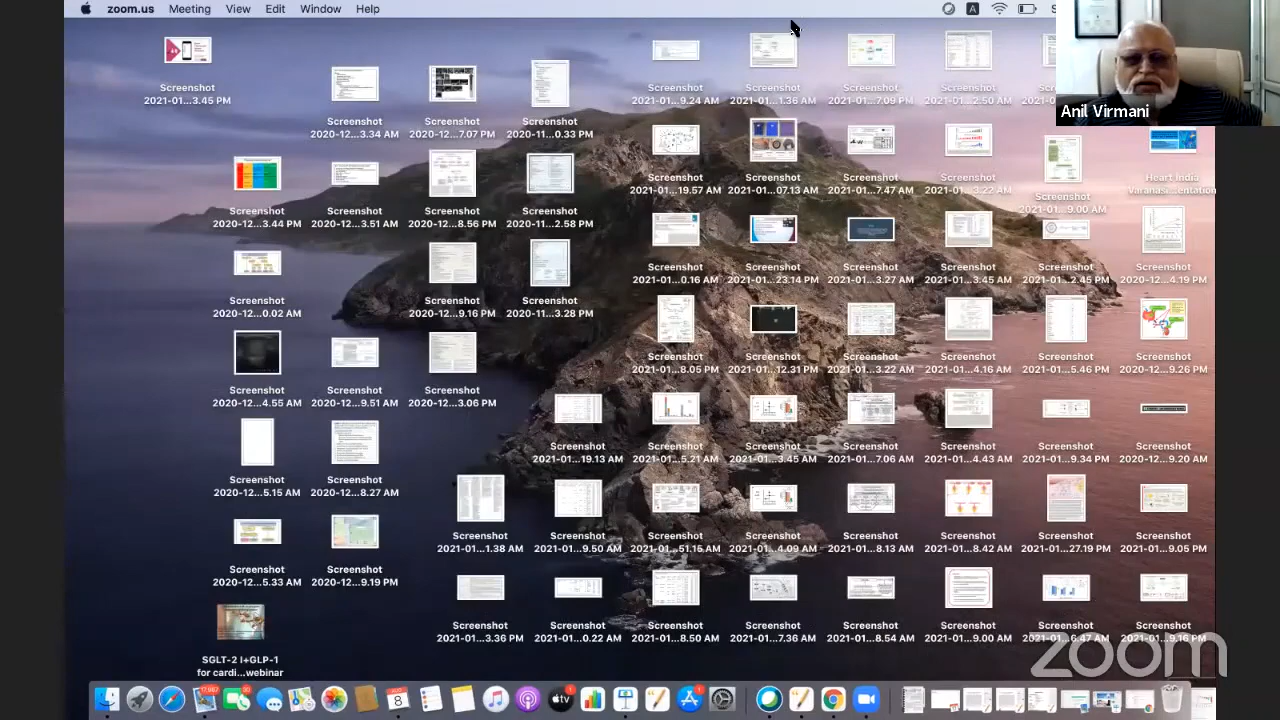 zoom.us Meeting View Edit Window Help
A
Anil Virmani
Screenshot
2021-01...3.45 PM
Screenshot
2020-12...3.34 AM
Screenshot
2020-12...7.07 PM
Screenshot
2020-11...0.33 PM
Screenshot
2021-01...9.24 AM
Screenshot
2021-01...1.36 AM
Screenshot
2021-01...7.09 PM
Screenshot
2021-01...2.50 AM
Screenshot
Screenshot
2021-01...19.57 AM
Screenshot
2021-01...07.13 AM
Screenshot
2021-01...7.47 AM
Screenshot
2021-01...3.22 AM
Screenshot
2021-01...9.00 AM
Heart India
Screenshot
Screenshot
Screenshot
2020-12...8.56 PM
Screenshot
2020-11...2.58 PM
Screenshot
2021-01...0.16 AM
Screenshot
2021-01...23.14 PM
Screenshot
2021-01...3.27 AM
Screenshot
2021-01...3.45 AM
Screenshot
2021-01...2.45 PM
Screenshot
2020-12...4.19 PM
Screenshot
2020-12...0.02 AM
Screenshot
Screenshot
2020-11...3.28 PM
Screenshot
2021-01...8.05 PM
Screenshot
2021-01...12.31 PM
Screenshot
2021-01...3.22 AM
Screenshot
2021-01...4.16 AM
Screenshot
2021-01...5.46 PM
Screenshot
2020-12...9.26 PM
Screenshot
2020-12...4.55 AM
Screenshot
2020-12...9.51 AM
Screenshot
2020-12...3.06 PM
Screenshot
2021-01...19.13 AM
Screenshot
2021-01...5.21 AM
Screenshot
2021-01...3.45 AM
Screenshot
2021-01...7.06 AM
Screenshot
2021-01...4.43 AM
Screenshot
2021-01...9.34 PM
Screenshot
2020-12...9.20 AM
Screenshot
2020-12...5.15 AM
Screenshot
2020-12...8.27 AM
Screenshot
2021-01...1.38 AM
Screenshot
2021-01...9.50 AM
Screenshot
2021-01...51.15 AM
Screenshot
2021-01...4.09 AM
Screenshot
2021-01...8.13 AM
Screenshot
2021-01...8.42 AM
Screenshot
2021-01...27.19 PM
Screenshot
2021-01...9.05 PM
Screenshot
2020-12...5.33 AM
Screenshot
2020-12...9.19 PM
Screenshot
2021-01...3.36 PM
Screenshot
2021-01...0.22 AM
Screenshot
2021-01...8.50 AM
Screenshot
2021-01...7.36 AM
Screenshot
2021-01...8.54 AM
Screenshot
2021-01...9.00 AM
Screenshot
2021-01...6.47 AM
Screenshot
2021-01...9.16 PM
SGLT-2 I+GLP-1
for cardi...webinar
zoom
tv
8